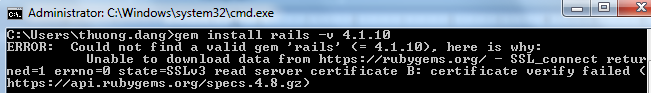 Administrator: C:\Windows\system32\cmd.exe
C:\Users\thuong.dang>gem install rails -v 4.1.10
ERROR:  Could not find a valid gem 'rails' (= 4.1.10), here is why:
          Unable to download data from https://rubygems.org/ - SSL_connect retur
ned=1 errno=0 state=SSLv3 read server certificate B: certificate verify failed (
https://api.rubygems.org/specs.4.8.gz)